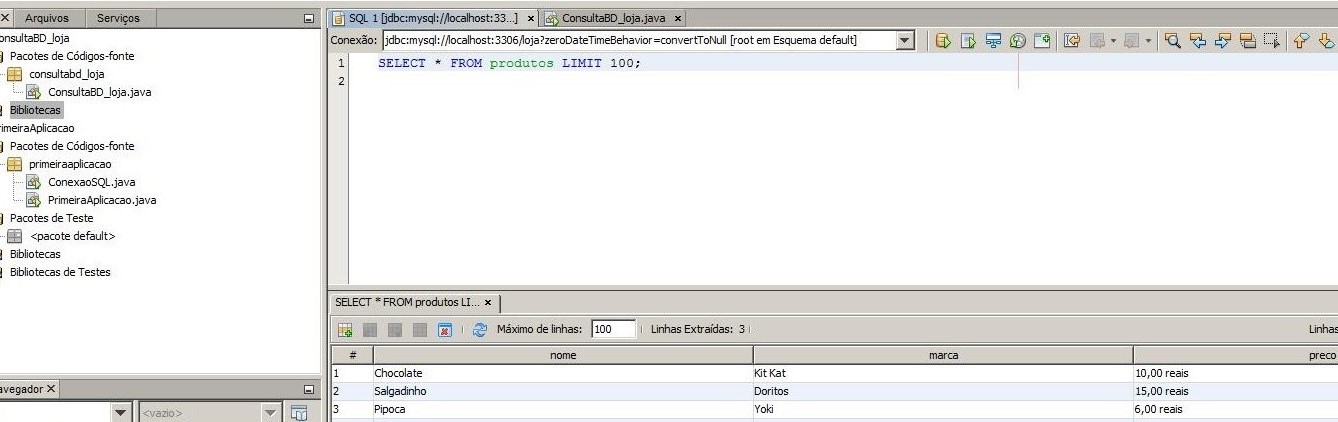 Arquivos Serviços
onsultaBD_loja
Pacotes de Códigos-fonte
consultabd_loja
ConsultaBD_loja.java
Bibliotecas
rimeiraAplicacao
Pacotes de Códigos-fonte
primeiraaplicacao
ConexaoSQL.java
PrimeiraAplicacao.java
Pacotes de Teste
<pacote default>
Bibliotecas
Bibliotecas de Testes
avegador
<vazio>
SQL 1 [jdbc:mysql://localhost:33...] ConsultaBD_loja.java
Conexão: jdbc:mysql://localhost:3306/loja?zeroDateTimeBehavior=convertToNull [root em Esquema default]
1 SELECT * FROM produtos LIMIT 100;
2
SELECT * FROM produtos LI...
Máximo de linhas: 100 Linhas Extraídas: 3 Linhas
# nome marca preco
1 Chocolate Kit Kat 10,00 reais
2 Salgadinho Doritos 15,00 reais
3 Pipoca Yoki 6,00 reais